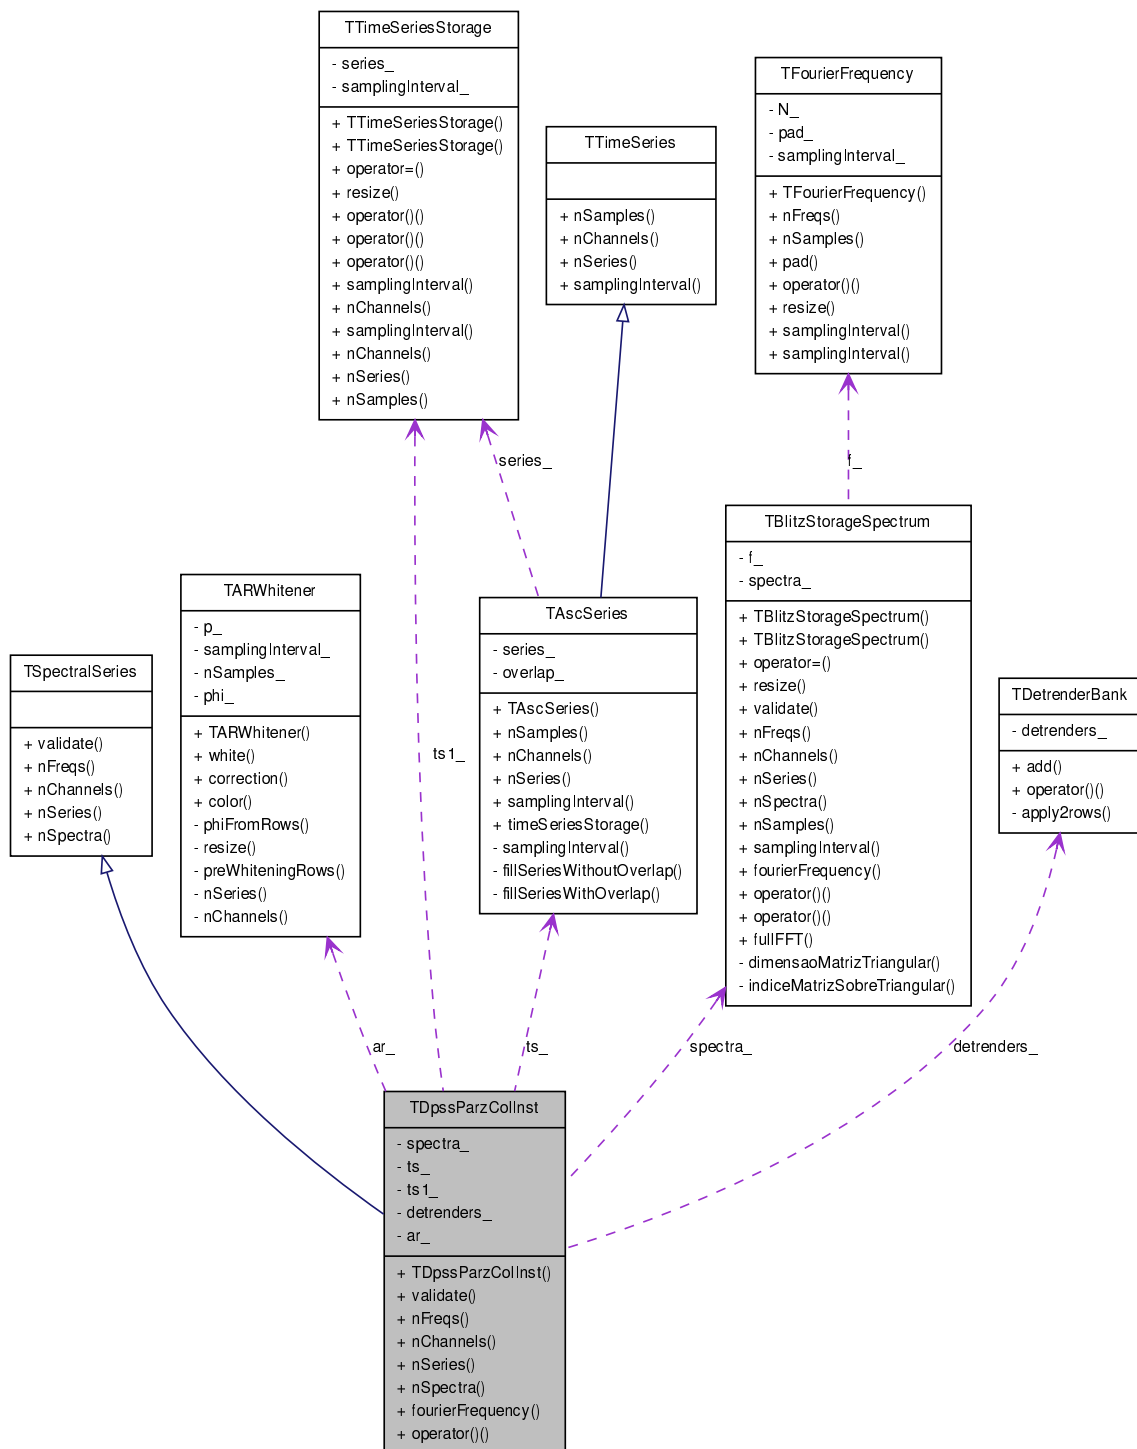 TTimeSeriesStorage
- series_
- samplingInterval_
+ TTimeSeriesStorage()
+ TTimeSeriesStorage()
+ operator=()
+ resize()
+ operator()()
+ operator()()
+ operator()()
+ samplingInterval()
+ nChannels()
+ samplingInterval()
+ nChannels()
+ nSeries()
+ nSamples()
TTimeSeries
+ nSamples()
+ nChannels()
+ nSeries()
+ samplingInterval()
TFourierFrequency
- N_
- pad_
- samplingInterval_
+ TFourierFrequency()
+ nFreqs()
+ nSamples()
+ pad()
+ operator()()
+ resize()
+ samplingInterval()
+ samplingInterval()
series_
f_
TSpectralSeries
+ validate()
+ nFreqs()
+ nChannels()
+ nSeries()
+ nSpectra()
TARWhitener
- p_
- samplingInterval_
- nSamples_
- phi_
+ TARWhitener()
+ white()
+ correction()
+ color()
- phiFromRows()
- resize()
- preWhiteningRows()
- nSeries()
- nChannels()
ts1_
TAscSeries
- series_
- overlap_
+ TAscSeries()
+ nSamples()
+ nChannels()
+ nSeries()
+ samplingInterval()
+ timeSeriesStorage()
- samplingInterval()
- fillSeriesWithoutOverlap()
- fillSeriesWithOverlap()
TBlitzStorageSpectrum
- f_
- spectra_
+ TBlitzStorageSpectrum()
+ TBlitzStorageSpectrum()
+ operator=()
+ resize()
+ validate()
+ nFreqs()
+ nChannels()
+ nSeries()
+ nSpectra()
+ nSamples()
+ samplingInterval()
+ fourierFrequency()
+ operator()()
+ operator()()
+ fullFFT()
- dimensaoMatrizTriangular()
- indiceMatrizSobreTriangular()
TDetrenderBank
- detrenders_
+ add()
+ operator()()
- apply2rows()
ar_
ts_
spectra_
detrenders_
TDpssParzColInst
- spectra_
- ts_
- ts1_
- detrenders_
- ar_
+ TDpssParzColInst()
+ validate()
+ nFreqs()
+ nChannels()
+ nSeries()
+ nSpectra()
+ fourierFrequency()
+ operator()()